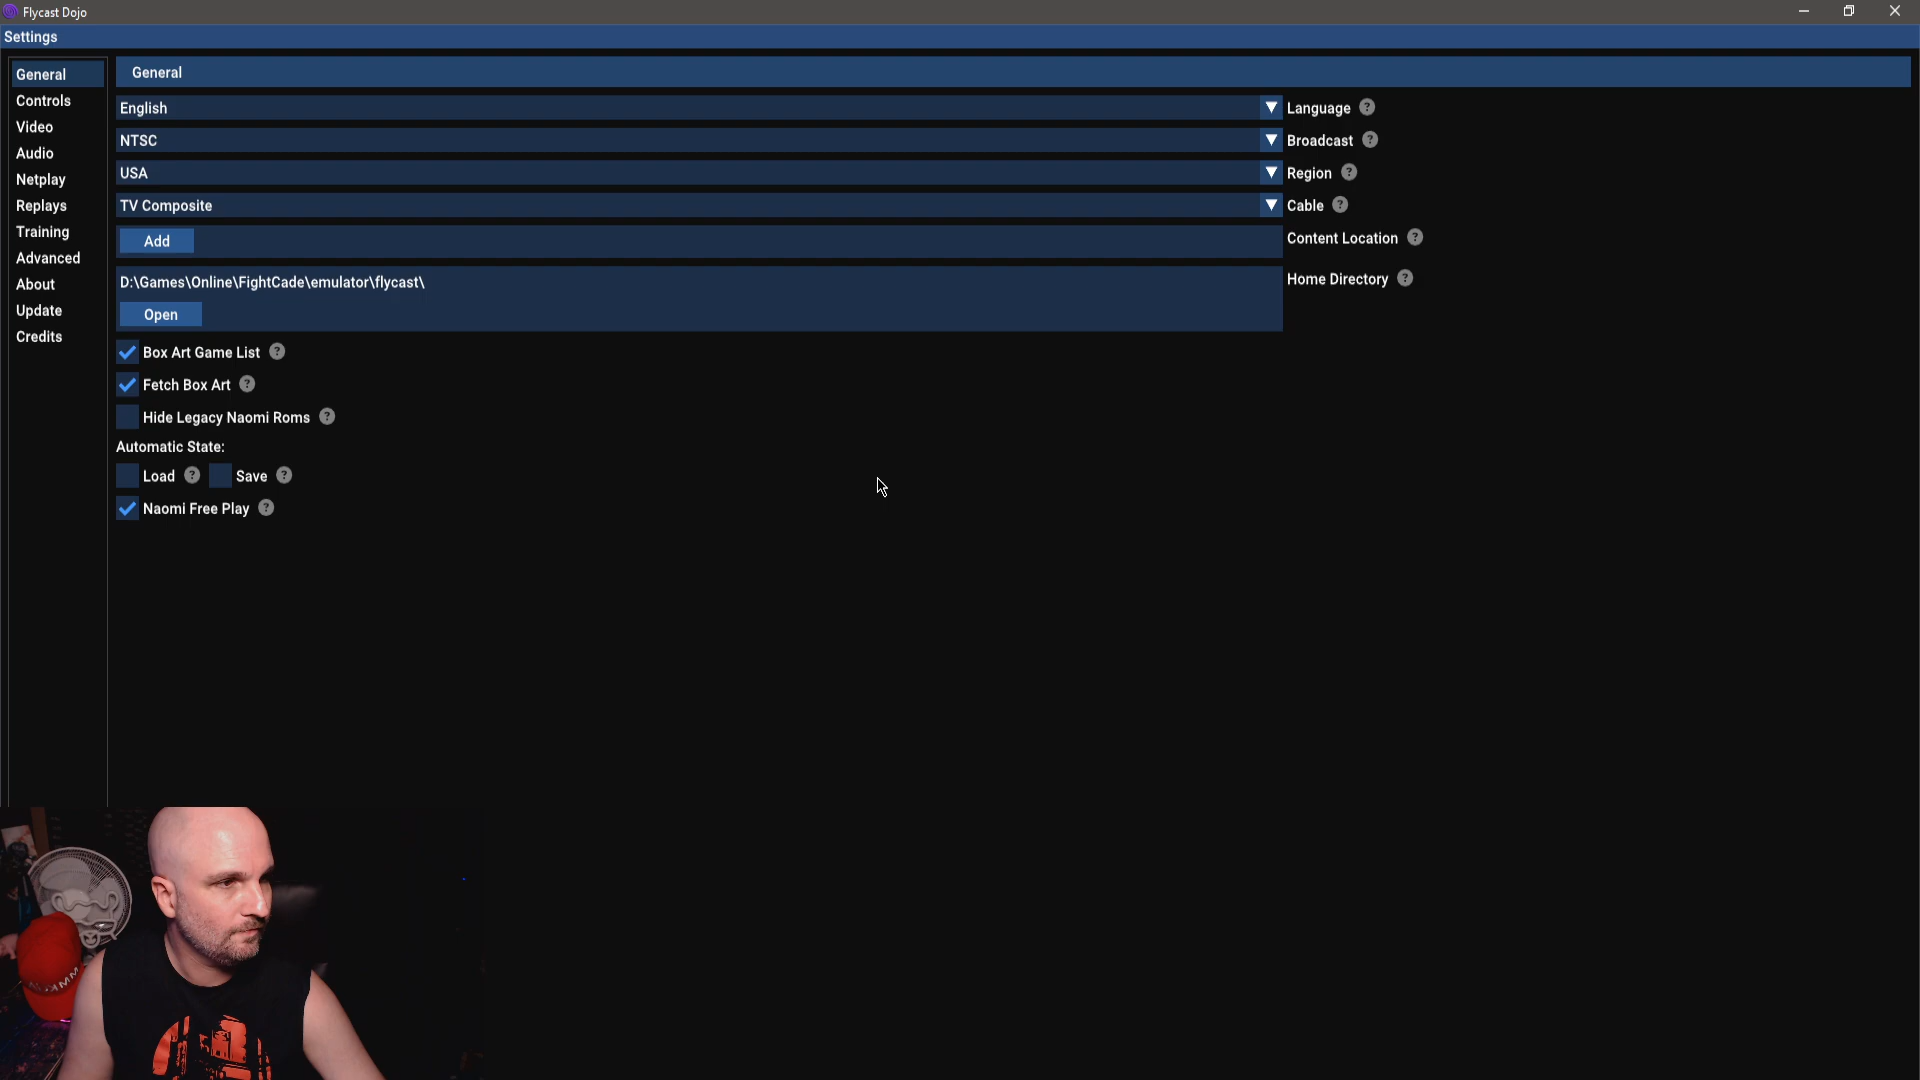 Flycast Dojo
Settings
General
Controls
Video
Audio
Netplay
Replays
Training
Advanced
About
Update
Credits
General
English Language ?
NTSC Broadcast ?
USA Region ?
TV Composite Cable ?
Add Content Location ?
D:\Games\Online\FightCade\emulator\flycast\ Home Directory ?
Open
Box Art Game List ?
Fetch Box Art ?
Hide Legacy Naomi Roms ?
Automatic State:
Load ? Save ?
Naomi Free Play ?